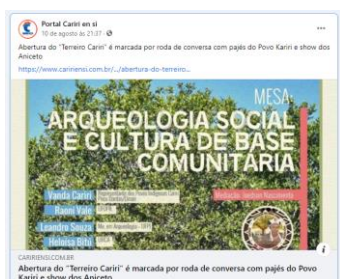 Portal Cariri en si
10 de agosto às 21:37
Abertura do "Terreiro Cariri" é marcada por roda de conversa com pajés do Povo Kariri e show dos
Aniceto
https://www.caririensi.com.br/.../abertura-do-terreiro...
MESA:
ARQUEOLOGIA SOCIAL
E CULTURA DE BASE
COMUNITÁRIA
Vanda Cariri
Ranni Vale
Leandro Souza
Heloisa Bitú
CARIRIENSI.COM.BR
Abertura do "Terreiro Cariri" é marcada por roda de conversa com pajés do Povo
Kariri e show dos Aniceto